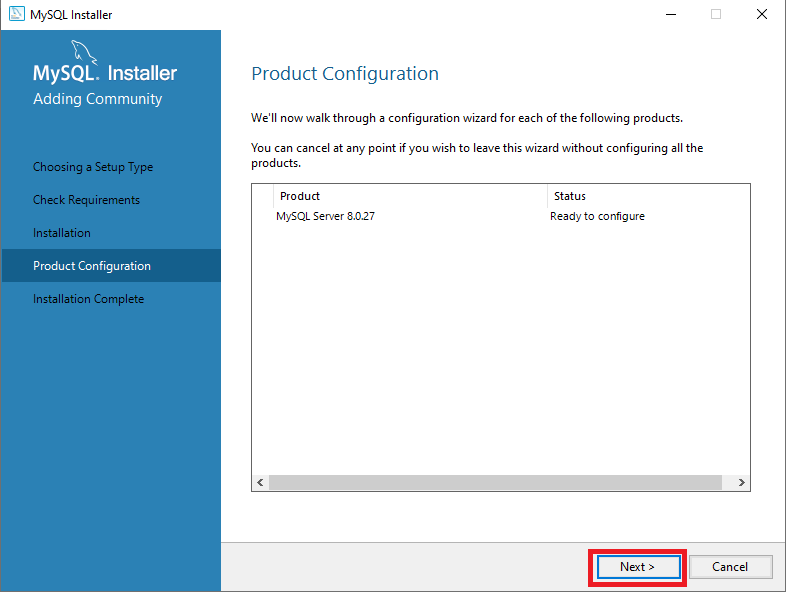 MySQL Installer
MySQL. Installer
Adding Community
Choosing a Setup Type
Check Requirements
Installation
Product Configuration
Installation Complete
Product Configuration
We'll now walk through a configuration wizard for each of the following products.
You can cancel at any point if you wish to leave this wizard without configuring all the
products.
Product Status
MySQL Server 8.0.27 Ready to configure
Next > Cancel